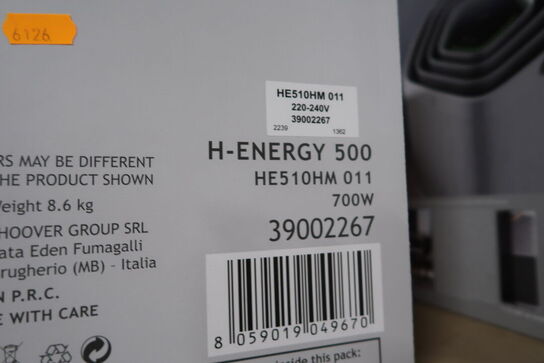 6126
HE510HM 011
220-240V
39002267
2239 1362
H-ENERGY 500
HE510HM 011
700W
39002267
8 059019 049670
RS MAY BE DIFFERENT
HE PRODUCT SHOWN
Weight 8.6 kg
HOOVER GROUP SRL
ata Eden Fumagalli
rugherio (MB) – Italia
N P.R.C.
E WITH CARE
inside this pack: